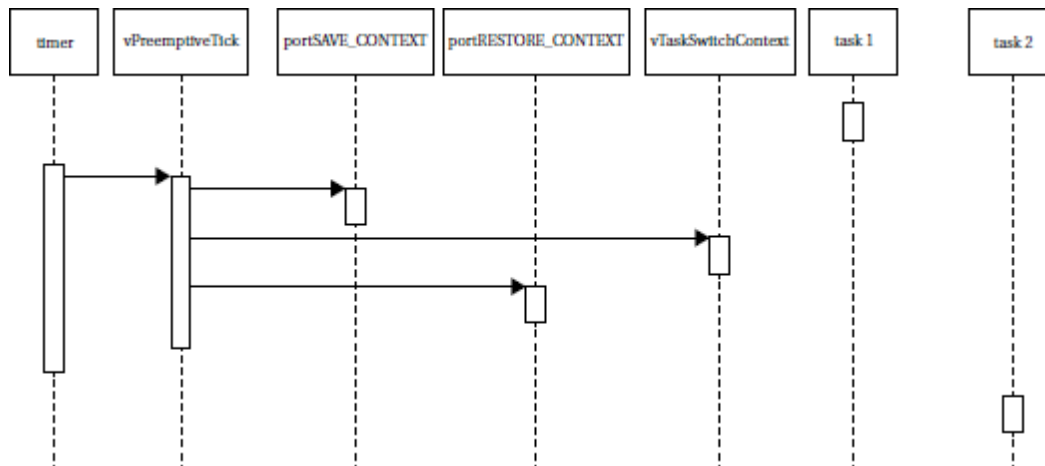 timer
vPreemptiveTick
portSAVE_CONTEXT
portRESTORE_CONTEXT
vTaskSwitchContext
task 1
task 2